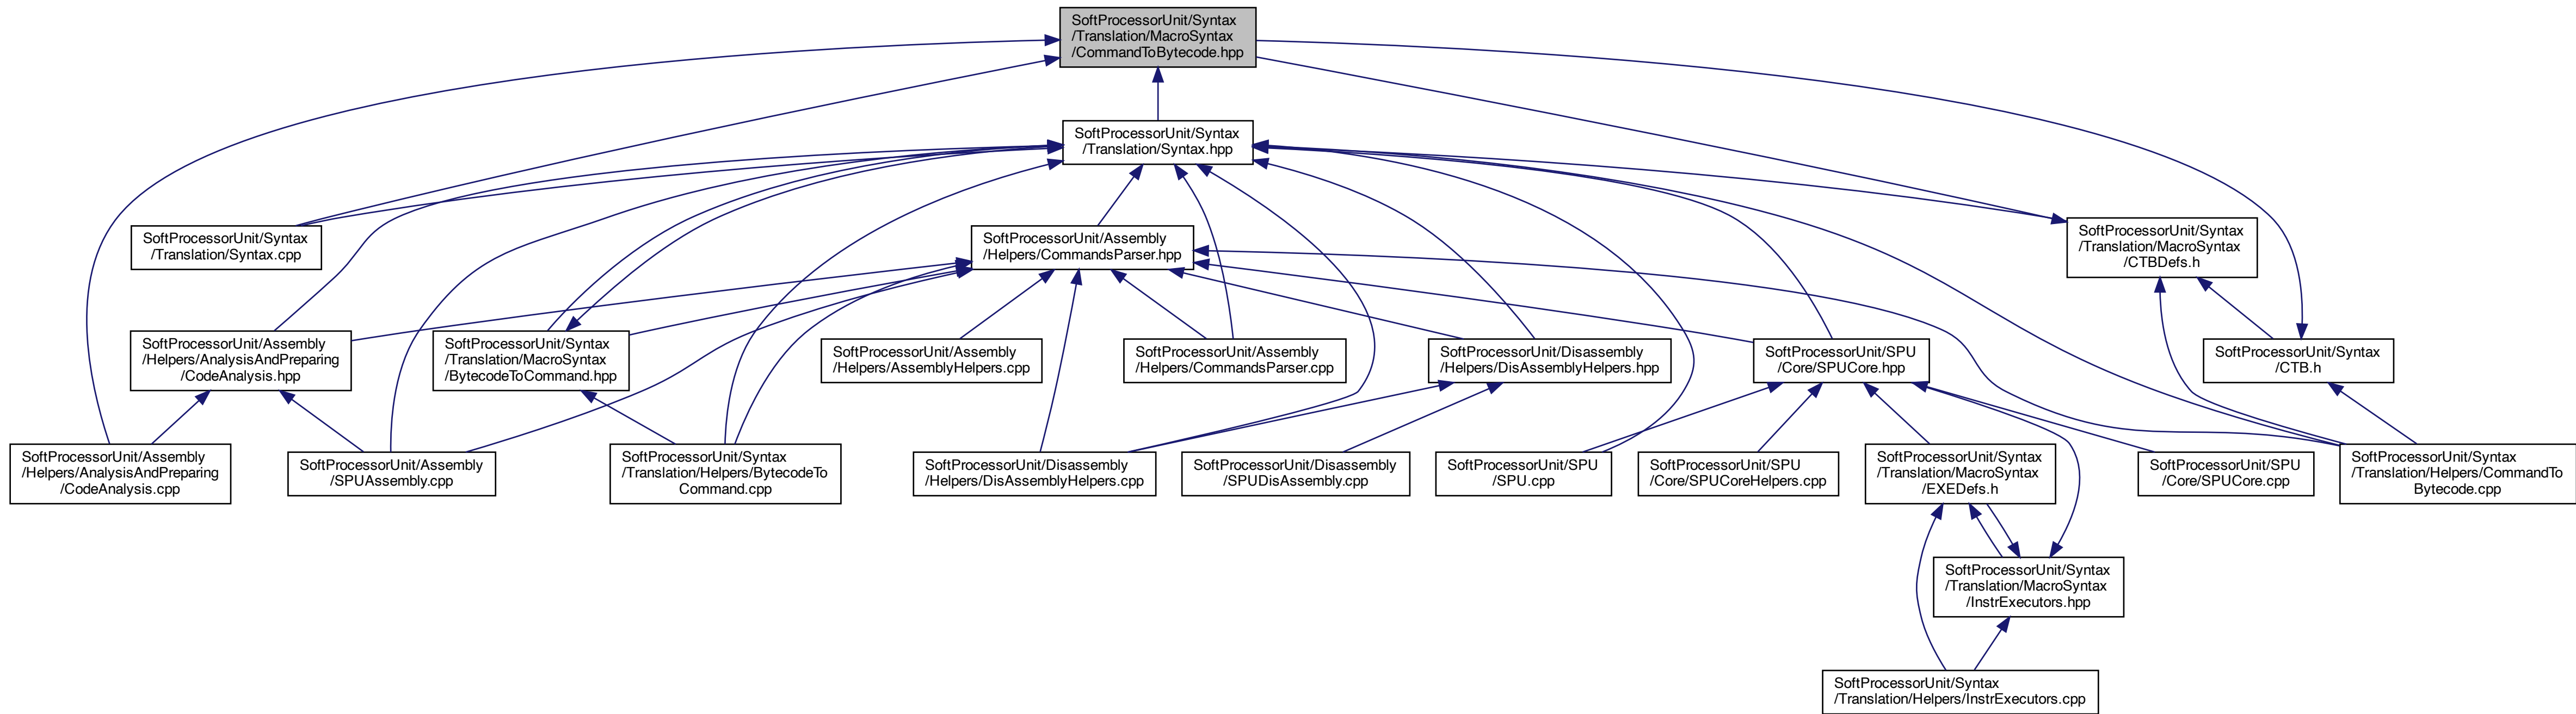 SoftProcessorUnit/Syntax
/Translation/MacroSyntax
/CommandToBytecode.hpp
SoftProcessorUnit/Syntax
/Translation/Syntax.hpp
SoftProcessorUnit/Syntax
/Translation/Syntax.cpp
SoftProcessorUnit/Assembly
/Helpers/CommandsParser.hpp
SoftProcessorUnit/Syntax
/Translation/MacroSyntax
/CTBDefs.h
SoftProcessorUnit/Assembly
/Helpers/AnalysisAndPreparing
/CodeAnalysis.hpp
SoftProcessorUnit/Syntax
/Translation/MacroSyntax
/BytecodeToCommand.hpp
SoftProcessorUnit/Assembly
/Helpers/AssemblyHelpers.cpp
SoftProcessorUnit/Assembly
/Helpers/CommandsParser.cpp
SoftProcessorUnit/Disassembly
/Helpers/DisAssemblyHelpers.hpp
SoftProcessorUnit/SPU
/Core/SPUCore.hpp
SoftProcessorUnit/Syntax
/CTB.h
SoftProcessorUnit/Assembly
/Helpers/AnalysisAndPreparing
/CodeAnalysis.cpp
SoftProcessorUnit/Assembly
/SPUAssembly.cpp
SoftProcessorUnit/Syntax
/Translation/Helpers/BytecodeTo
Command.cpp
SoftProcessorUnit/Disassembly
/Helpers/DisAssemblyHelpers.cpp
SoftProcessorUnit/Disassembly
/SPUDisAssembly.cpp
SoftProcessorUnit/SPU
/SPU.cpp
SoftProcessorUnit/SPU
/Core/SPUCoreHelpers.cpp
SoftProcessorUnit/Syntax
/Translation/MacroSyntax
/EXEDefs.h
SoftProcessorUnit/SPU
/Core/SPUCore.cpp
SoftProcessorUnit/Syntax
/Translation/Helpers/CommandTo
Bytecode.cpp
SoftProcessorUnit/Syntax
/Translation/MacroSyntax
/InstrExecutors.hpp
SoftProcessorUnit/Syntax
/Translation/Helpers/InstrExecutors.cpp